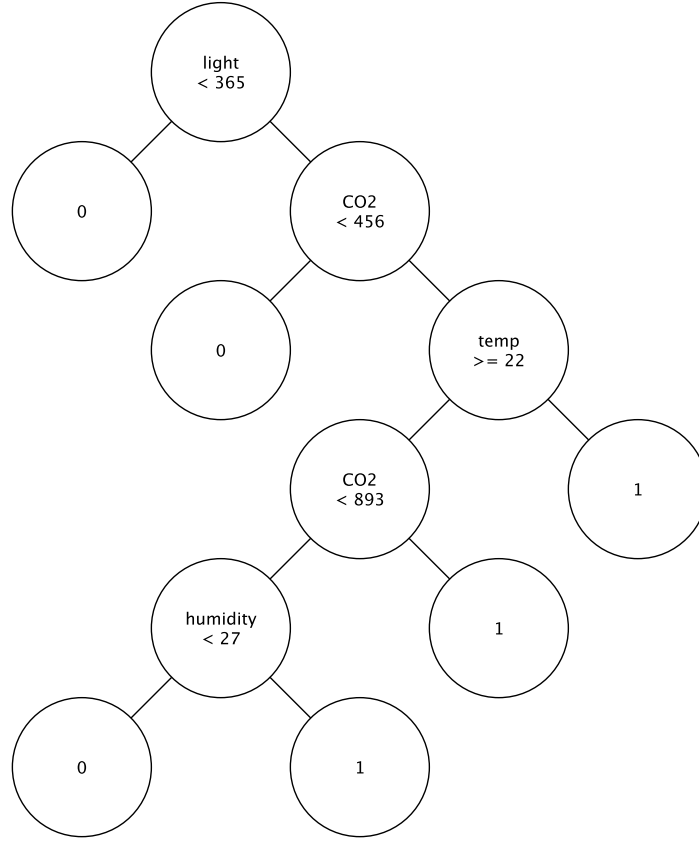 light
< 365
0
CO2
< 456
0
temp
>= 22
CO2
< 893
1
humidity
< 27
1
0
1